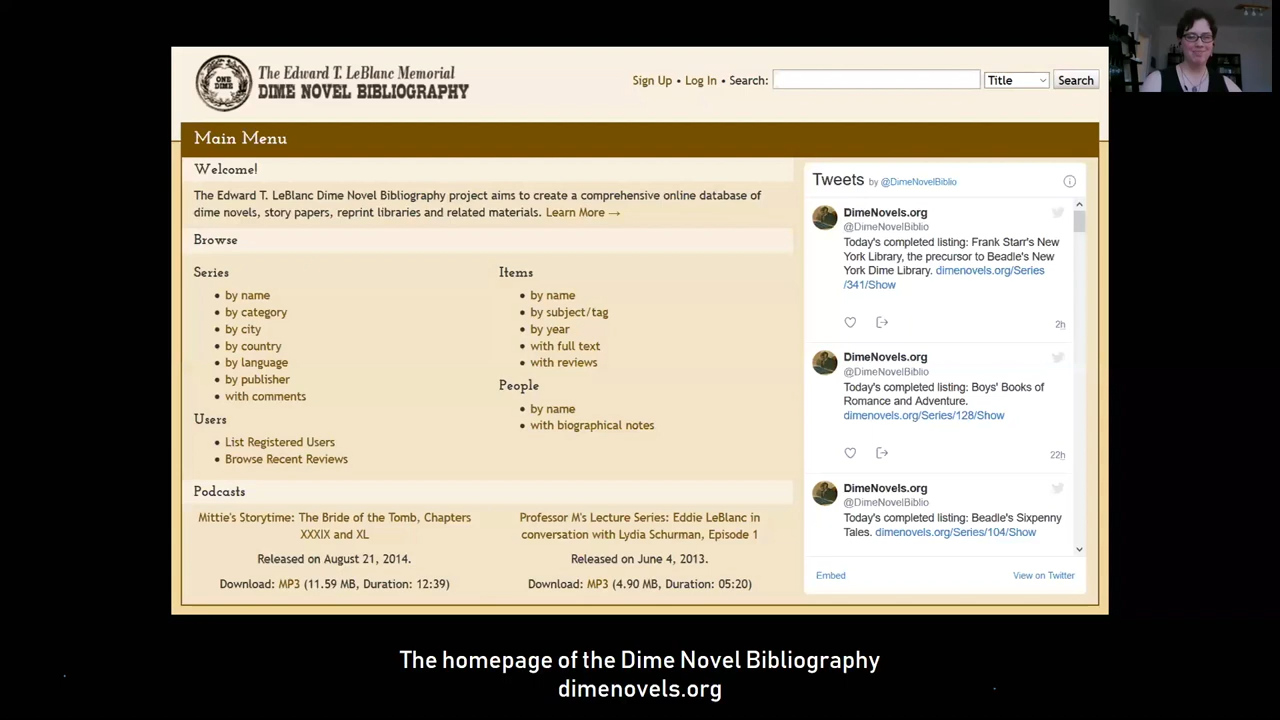 The Edward T. LeBlanc Memorial
DIME NOVEL BIBLIOGRAPHY
ONE
DIME
Sign Up • Log In • Search:
Title
Search
Main Menu
Welcome!
The Edward T. LeBlanc Dime Novel Bibliography project aims to create a comprehensive online database of
dime novels, story papers, reprint libraries and related materials. Learn More →
Browse
Series
• by name
• by category
• by city
• by country
• by language
• by publisher
• with comments
Users
• List Registered Users
• Browse Recent Reviews
Items
• by name
• by subject/tag
• by year
• with full text
• with reviews
People
• by name
• with biographical notes
Podcasts
Mittie's Storytime: The Bride of the Tomb, Chapters
XXXIX and XL
Released on August 21, 2014.
Download: MP3 (11.59 MB, Duration: 12:39)
Professor M's Lecture Series: Eddie LeBlanc in
conversation with Lydia Schurman, Episode 1
Released on June 4, 2013.
Download: MP3 (4.90 MB, Duration: 05:20)
Tweets by @DimeNovelBiblio
DimeNovels.org
@DimeNovelBiblio
Today's completed listing: Frank Starr's New
York Library, the precursor to Beadle's New
York Dime Library. dimenovels.org/Series
/341/Show
2h
DimeNovels.org
@DimeNovelBiblio
Today's completed listing: Boys' Books of
Romance and Adventure.
dimenovels.org/Series/128/Show
22h
DimeNovels.org
@DimeNovelBiblio
Today's completed listing: Beadle's Sixpenny
Tales. dimenovels.org/Series/104/Show
Embed
View on Twitter
The homepage of the Dime Novel Bibliography
dimenovels.org